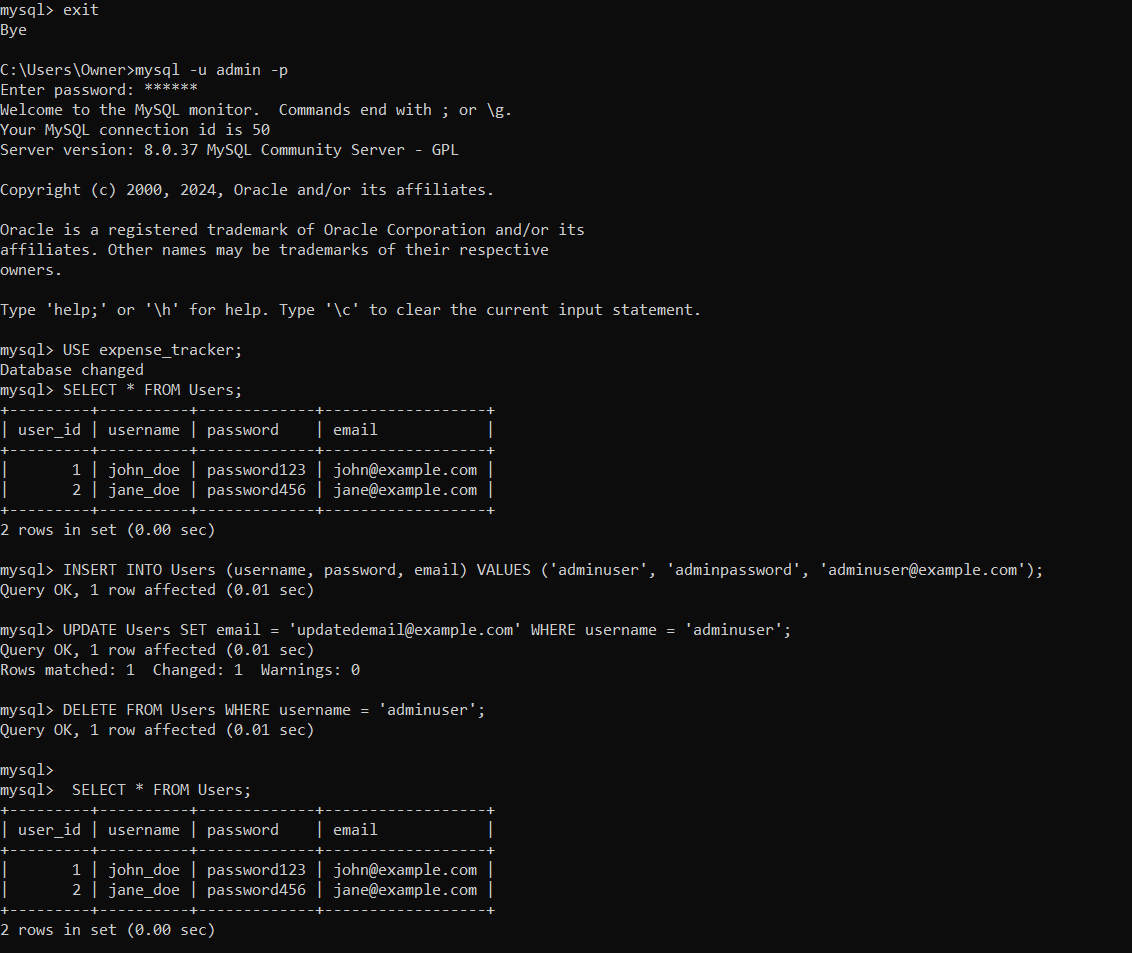 mysql> exit
Bye
C:\Users\Owner>mysql -u admin -p
Enter password: ******
Welcome to the MySQL monitor.  Commands end with ; or \g.
Your MySQL connection id is 50
Server version: 8.0.37 MySQL Community Server - GPL
Copyright (c) 2000, 2024, Oracle and/or its affiliates.
Oracle is a registered trademark of Oracle Corporation and/or its
affiliates. Other names may be trademarks of their respective
owners.
Type 'help;' or '\h' for help. Type '\c' to clear the current input statement.
mysql> USE expense_tracker;
Database changed
mysql> SELECT * FROM Users;
+---------+----------+-------------+------------------+
| user_id | username | password    | email            |
+---------+----------+-------------+------------------+
|       1 | john_doe | password123 | john@example.com |
|       2 | jane_doe | password456 | jane@example.com |
+---------+----------+-------------+------------------+
2 rows in set (0.00 sec)
mysql> INSERT INTO Users (username, password, email) VALUES ('adminuser', 'adminpassword', 'adminuser@example.com');
Query OK, 1 row affected (0.01 sec)
mysql> UPDATE Users SET email = 'updatedemail@example.com' WHERE username = 'adminuser';
Query OK, 1 row affected (0.01 sec)
Rows matched: 1  Changed: 1  Warnings: 0
mysql> DELETE FROM Users WHERE username = 'adminuser';
Query OK, 1 row affected (0.01 sec)
mysql>
mysql>  SELECT * FROM Users;
+---------+----------+-------------+------------------+
| user_id | username | password    | email            |
+---------+----------+-------------+------------------+
|       1 | john_doe | password123 | john@example.com |
|       2 | jane_doe | password456 | jane@example.com |
+---------+----------+-------------+------------------+
2 rows in set (0.00 sec)